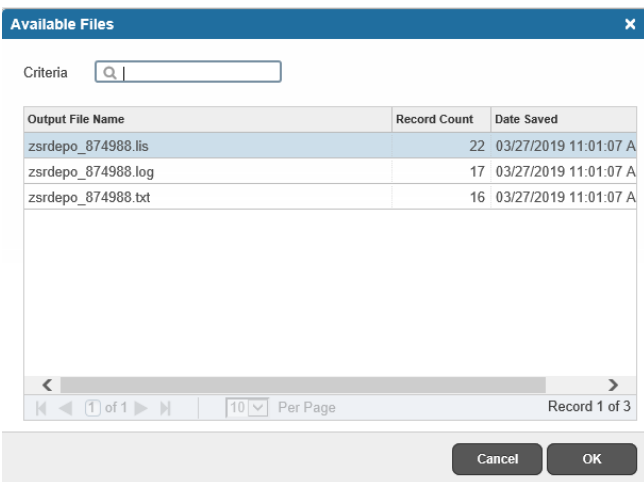 Available Files
Criteria
Output File Name Record Count Date Saved
zsrdepo_874988.lis 22 03/27/2019 11:01:07 A
zsrdepo_874988.log 17 03/27/2019 11:01:07 A
zsrdepo_874988.txt 16 03/27/2019 11:01:07 A
1 of 1 10 Per Page Record 1 of 3
Cancel OK